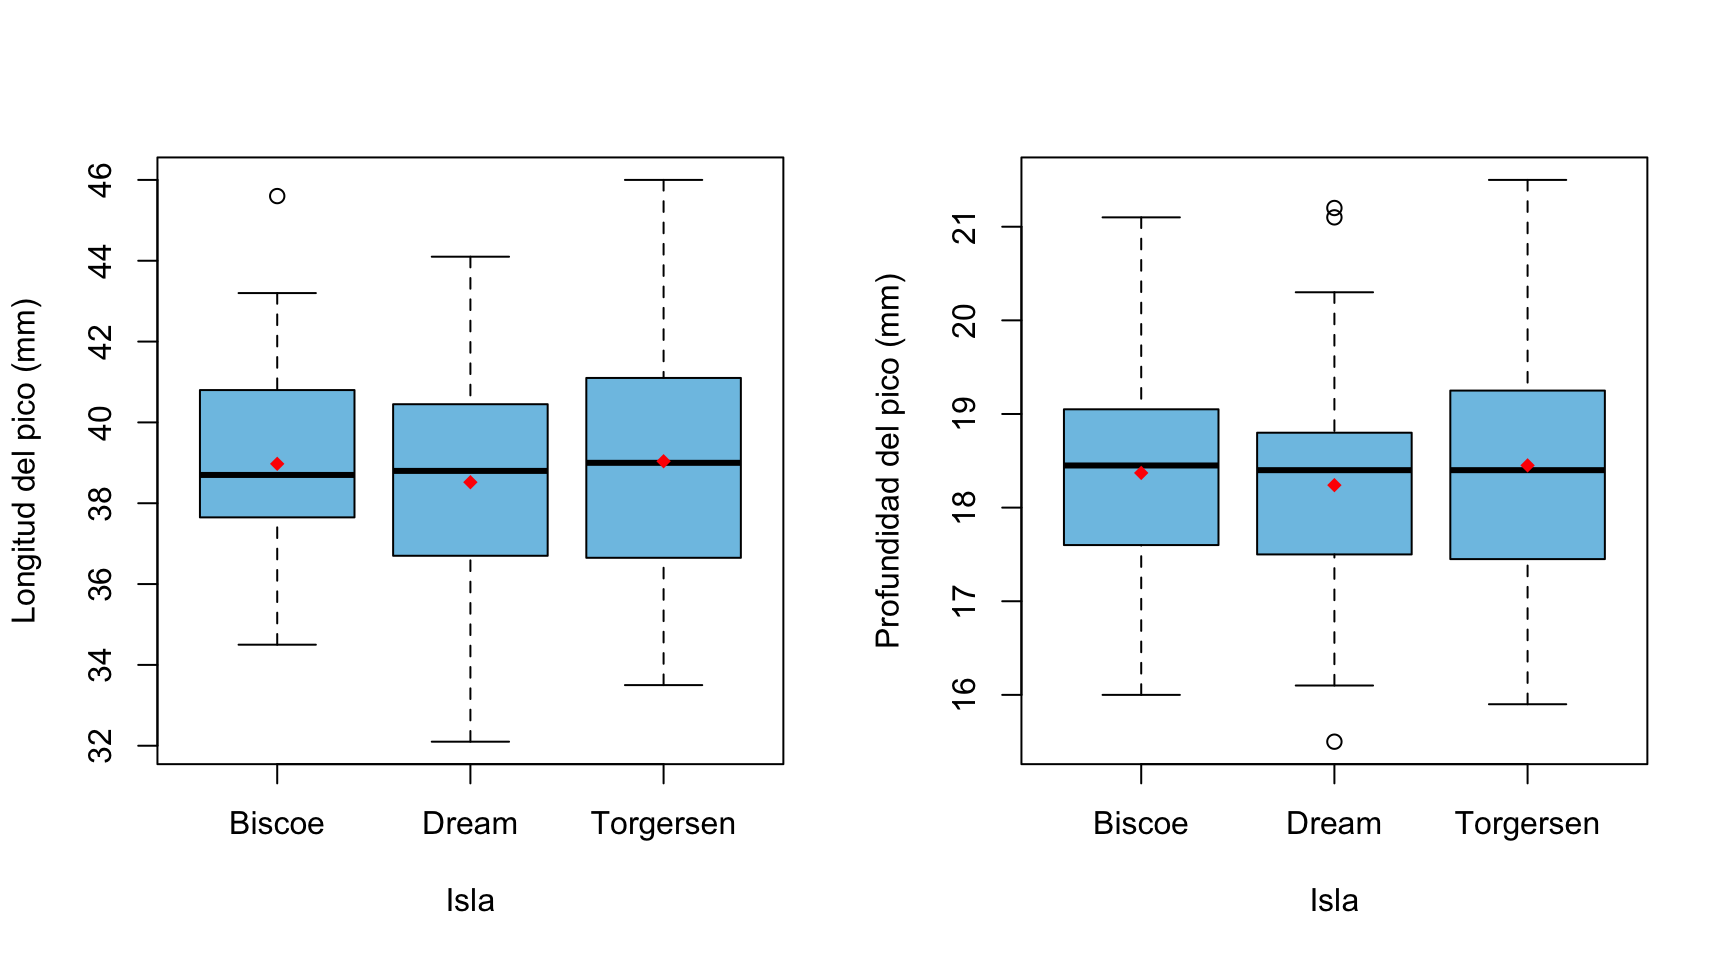 Longitud del pico (mm)
46
44
42
40
38
36
34
32
Biscoe Dream Torgersen
Isla
Profundidad del pico (mm)
21
20
19
18
17
16
Biscoe Dream Torgersen
Isla